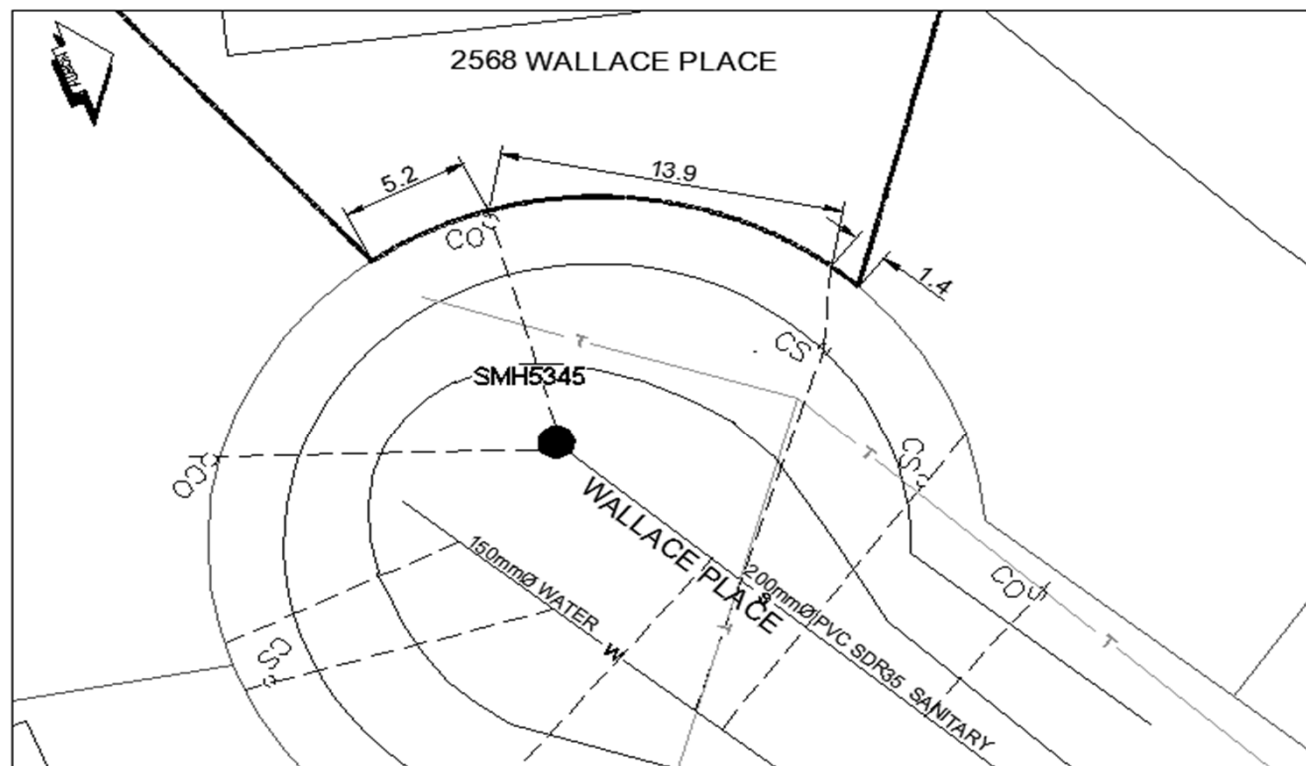 2568 WALLACE PLACE
5.2
13.9
CO
1.4
T
CS
SMH5345
CO
CS
T
WALLACE PLACE
150mmØ WATER
W
200mmØ PVC SDR35 SANITARY
S
CO
T
T
CS